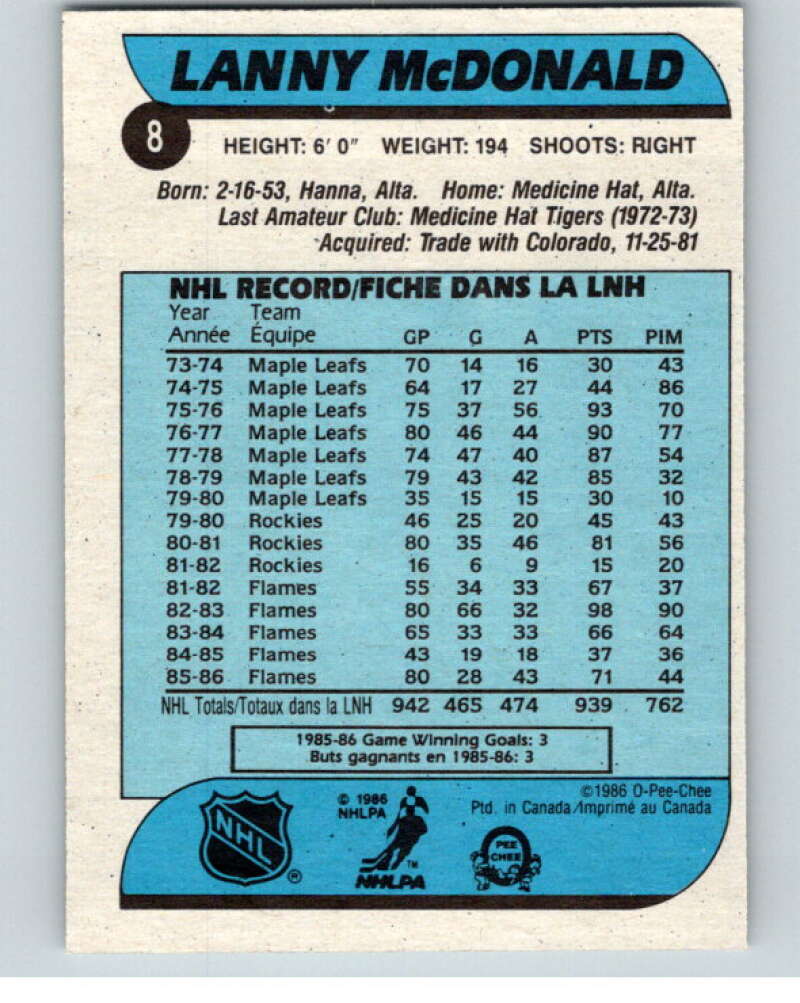 LANNY McDONALD
8
HEIGHT: 6' 0" WEIGHT: 194 SHOOTS: RIGHT
Born: 2-16-53, Hanna, Alta. Home: Medicine Hat, Alta.
Last Amateur Club: Medicine Hat Tigers (1972-73)
Acquired: Trade with Colorado, 11-25-81
NHL RECORD/FICHE DANS LA LNH
Year Team
Année Équipe GP G A PTS PIM
73-74 Maple Leafs 70 14 16 30 43
74-75 Maple Leafs 64 17 27 44 86
75-76 Maple Leafs 75 37 56 93 70
76-77 Maple Leafs 80 46 44 90 77
77-78 Maple Leafs 74 47 40 87 54
78-79 Maple Leafs 79 43 42 85 32
79-80 Maple Leafs 35 15 15 30 10
79-80 Rockies 46 25 20 45 43
80-81 Rockies 80 35 46 81 56
81-82 Rockies 16 6 9 15 20
81-82 Flames 55 34 33 67 37
82-83 Flames 80 66 32 98 90
83-84 Flames 65 33 33 66 64
84-85 Flames 43 19 18 37 36
85-86 Flames 80 28 43 71 44
NHL Totals/Totaux dans la LNH 942 465 474 939 762
1985-86 Game Winning Goals: 3
Buts gagnants en 1985-86: 3
©1986 O-Pee-Chee
Ptd. in Canada/Imprimé au Canada
© 1986
NHLPA
NHL
®
TM
NHLPA
PEE
CHEE